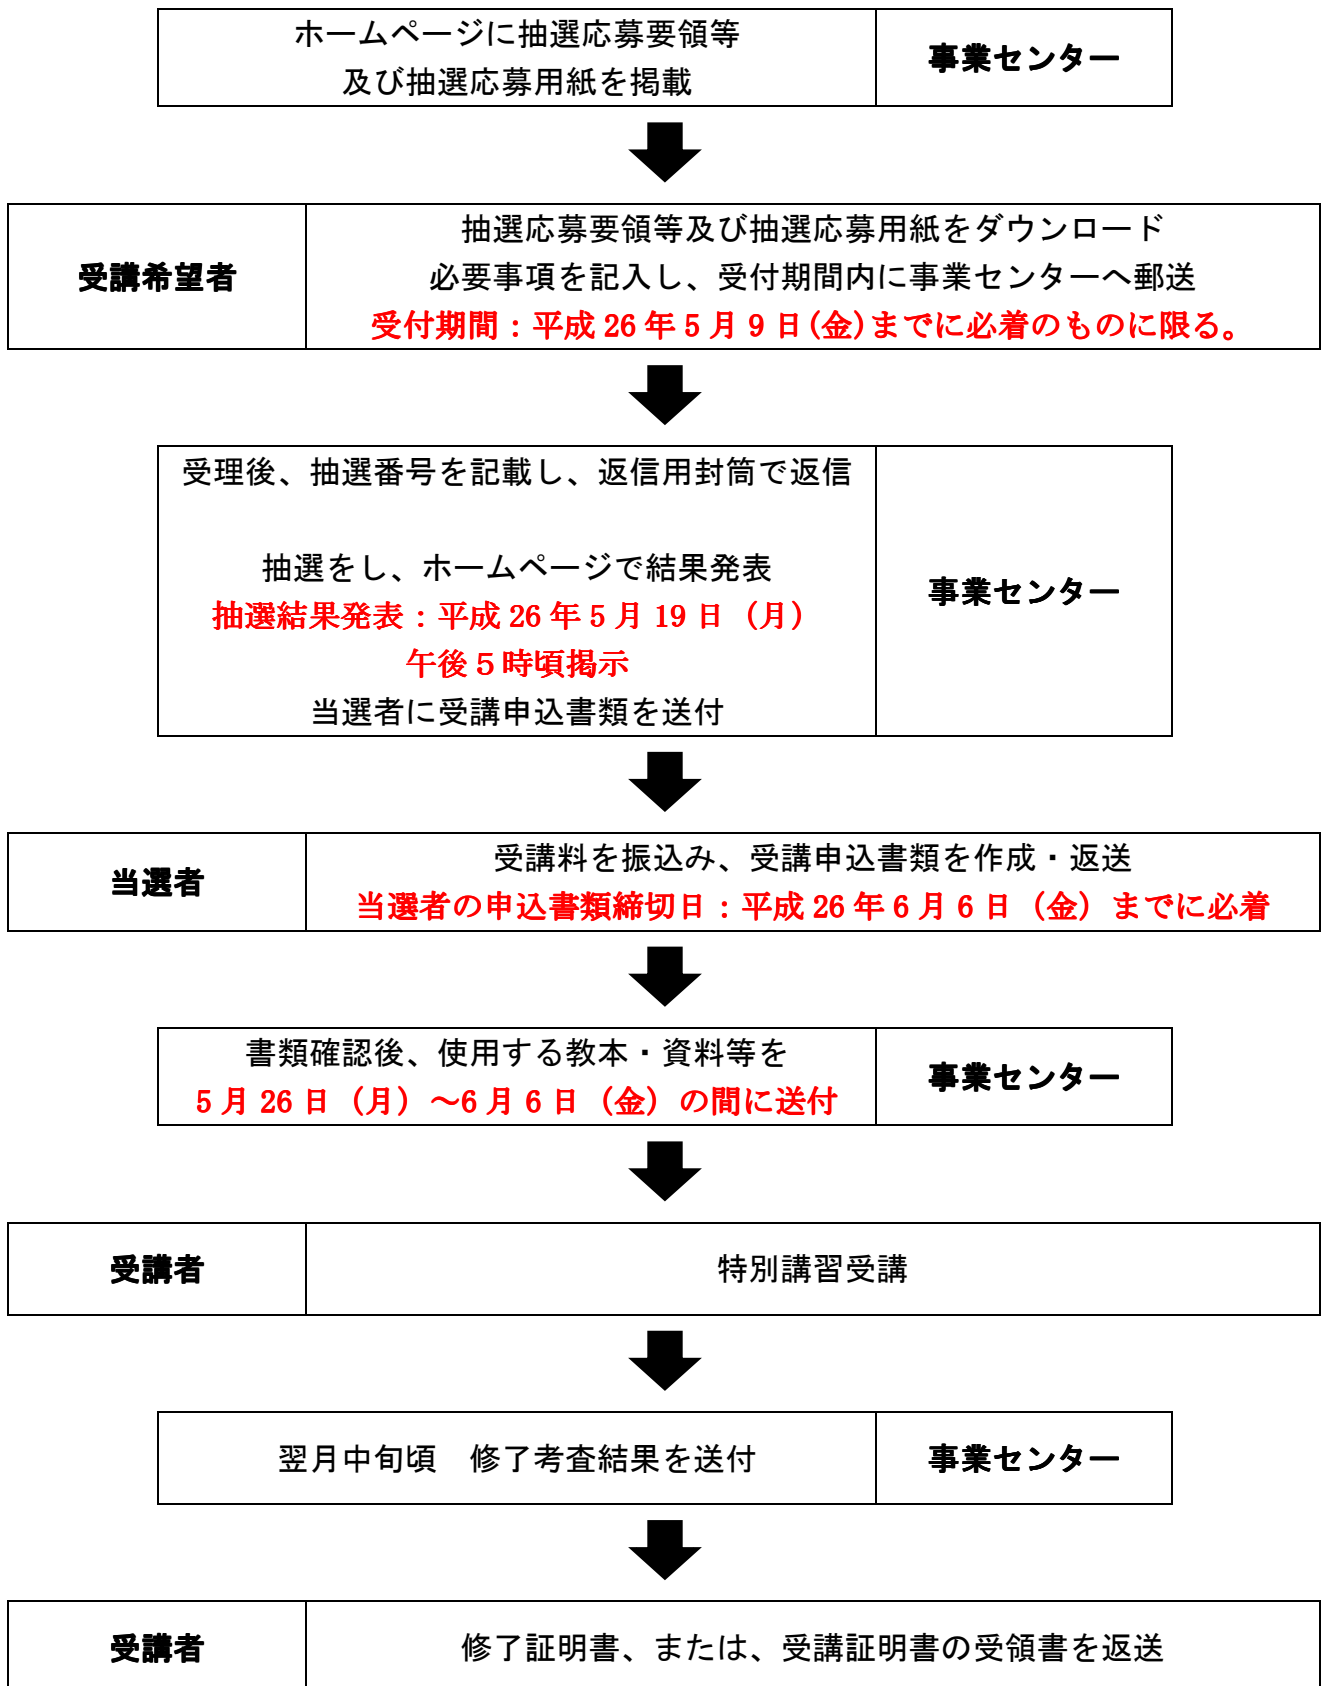 ホームページに抽選応募要領等
及び抽選応募用紙を掲載
事業センター
受講希望者
抽選応募要領等及び抽選応募用紙をダウンロード
必要事項を記入し、受付期間内に事業センターへ郵送
受付期間：平成 26 年 5 月 9 日(金)までに必着のものに限る。
受理後、抽選番号を記載し、返信用封筒で返信
抽選をし、ホームページで結果発表
抽選結果発表：平成 26 年 5 月 19 日（月）
午後５時頃掲示
当選者に受講申込書類を送付
事業センター
当選者
受講料を振込み、受講申込書類を作成・返送
当選者の申込書類締切日：平成 26 年 6 月 6 日（金）までに必着
書類確認後、使用する教本・資料等を
5 月 26 日（月）～6 月 6 日（金）の間に送付
事業センター
受講者
特別講習受講
翌月中旬頃　修了考査結果を送付
事業センター
受講者
修了証明書、または、受講証明書の受領書を返送